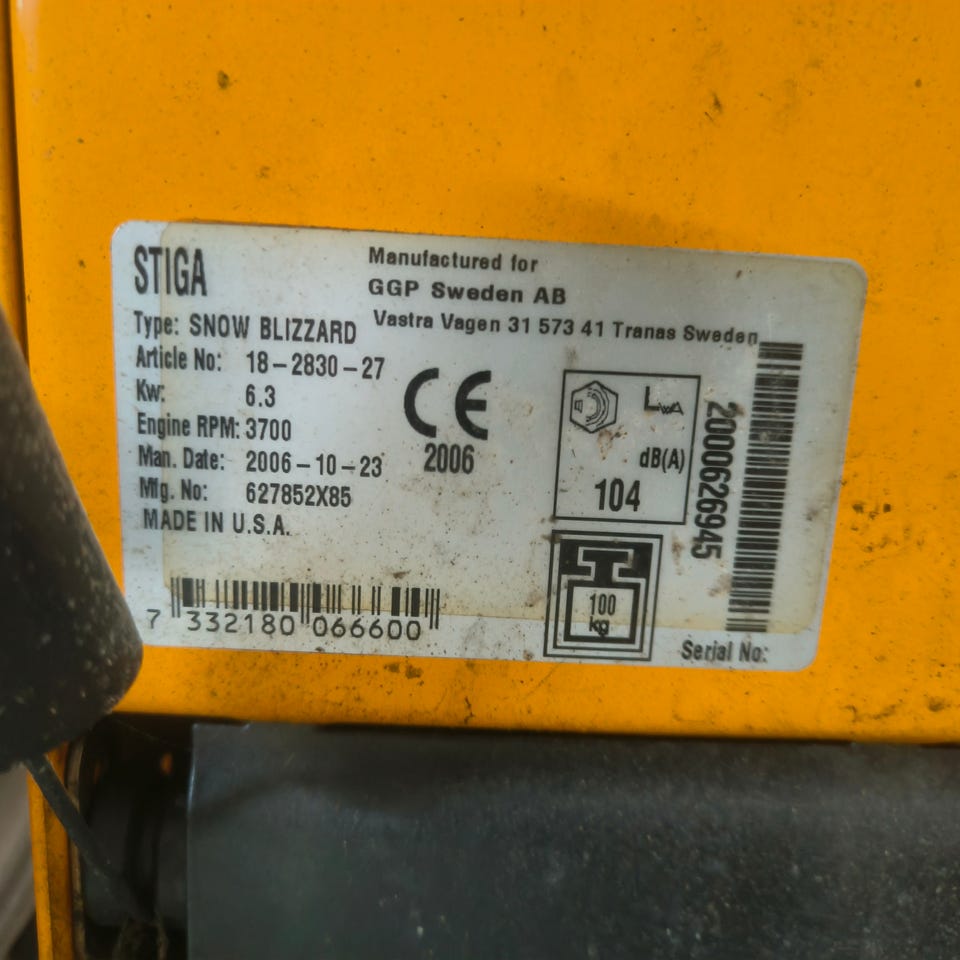 STIGA
Type: SNOW BLIZZARD
Article No: 18-2830-27
Kw: 6.3
Engine RPM: 3700
Man. Date: 2006-10-23
Mfg. No: 627852X85
MADE IN U.S.A.
7 332180 066600
Manufactured for
GGP Sweden AB
Vastra Vagen 31 573 41 Tranas Sweden
CE
2006
LWA
dB(A)
104
100
kg
2000626945
Serial No: